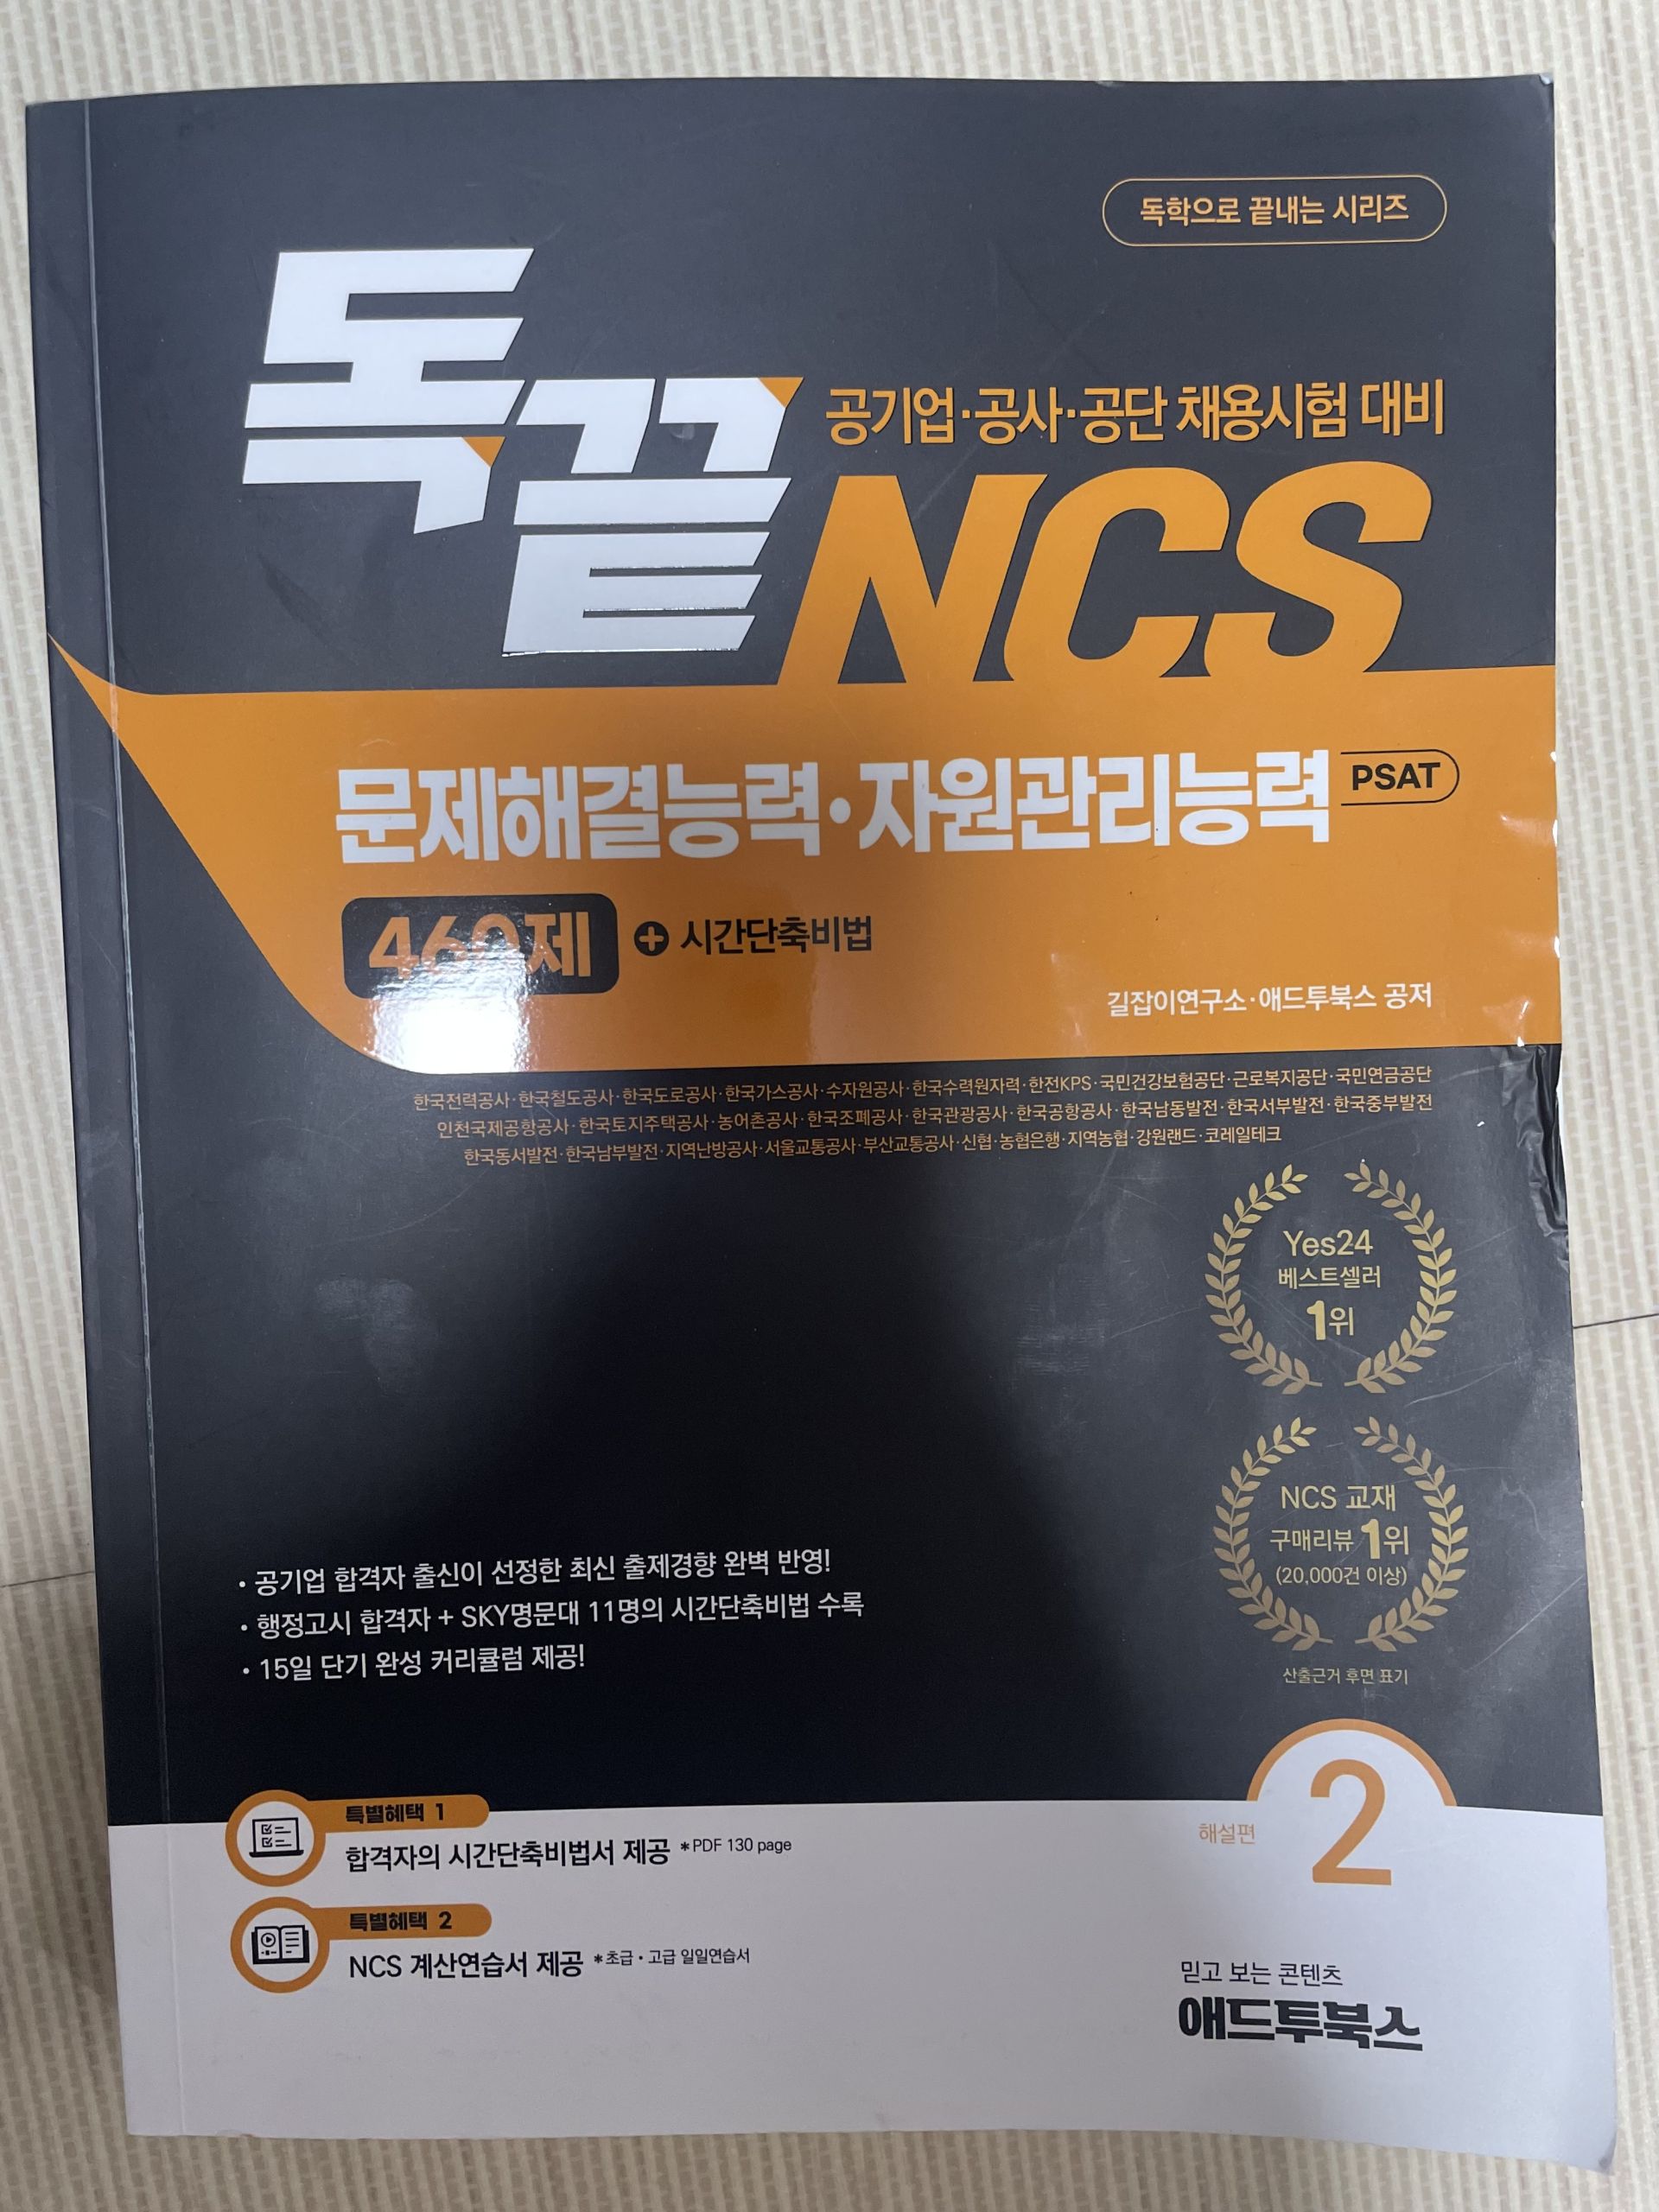 독학으로 끝내는 시리즈
독끝
공기업·공사·공단 채용시험 대비
NCS
문제해결능력·자원관리능력 PSAT
460제 + 시간단축비법
길잡이연구소·애드투북스 공저
한국전력공사·한국철도공사·한국도로공사·한국가스공사·수자원공사·한국수력원자력·한전KPS·국민건강보험공단·근로복지공단·국민연금공단
인천국제공항공사·한국토지주택공사·농어촌공사·한국조폐공사·한국관광공사·한국공항공사·한국남동발전·한국서부발전·한국중부발전
한국동서발전·한국남부발전·지역난방공사·서울교통공사·부산교통공사·신협·농협은행·지역농협·강원랜드·코레일테크
Yes24
베스트셀러
1위
NCS 교재
구매리뷰 1위
(20,000건 이상)
산출근거 후면 표기
• 공기업 합격자 출신이 선정한 최신 출제경향 완벽 반영!
• 행정고시 합격자 + SKY명문대 11명의 시간단축비법 수록
• 15일 단기 완성 커리큘럼 제공!
특별혜택 1
합격자의 시간단축비법서 제공 *PDF 130 page
특별혜택 2
NCS 계산연습서 제공 *초급·고급 일일연습서
해설편 2
믿고 보는 콘텐츠
애드투북스